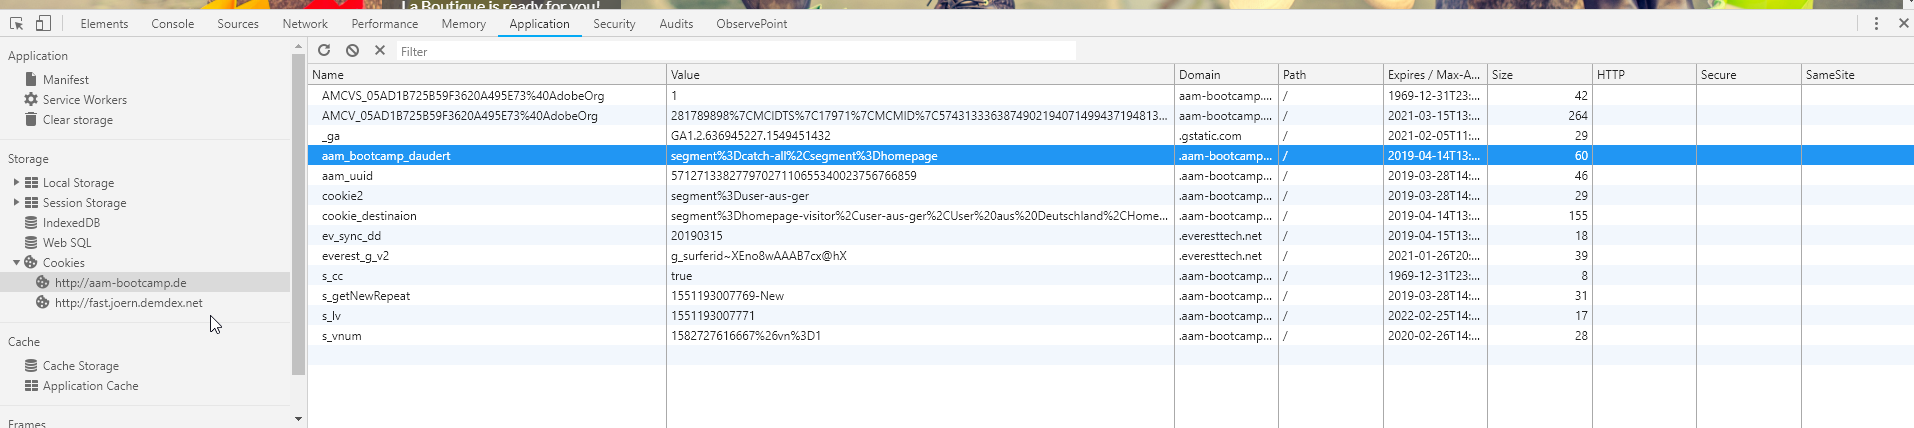 La Boutique is ready for you!
Elements Console Sources Network Performance Memory Application Security Audits ObservePoint
Filter
Application
Manifest
Service Workers
Clear storage
Storage
Local Storage
Session Storage
IndexedDB
Web SQL
Cookies
http://aam-bootcamp.de
http://fast.joern.demdex.net
Cache
Cache Storage
Application Cache
Frames
Name Value Domain Path Expires / Max-A... Size HTTP Secure SameSite
AMCVS_05AD1B725B59F3620A495E73%40AdobeOrg 1 aam-bootcamp.... / 1969-12-31T23:... 42
AMCV_05AD1B725B59F3620A495E73%40AdobeOrg 281789898%7CMCIDTS%7C17971%7CMCMID%7C57431333638749021940714994371948​13... aam-bootcamp.... / 2021-03-15T13:... 264
_ga GA1.2.636945227.1549451432 .gstatic.com / 2021-02-05T11:... 29
aam_bootcamp_daudert segment%3Dcatch-all%2Csegment%3Dhomepage .aam-bootcamp... / 2019-04-14T13:... 60
aam_uuid 57127133827797027110655340023756766859 .aam-bootcamp... / 2019-03-28T14:... 46
cookie2 segment%3Duser-aus-ger .aam-bootcamp... / 2019-03-28T14:... 29
cookie_destinaion segment%3Dhomepage-visitor%2Cuser-aus-ger%2CUser%20aus%20Deutschland%2CHome... .aam-bootcamp... / 2019-04-14T13:... 155
ev_sync_dd 20190315 .everesttech.net / 2019-04-15T13:... 18
everest_g_v2 g_surferid~XEno8wAAAB7cx@hX .everesttech.net / 2021-01-26T20:... 39
s_cc true .aam-bootcamp... / 1969-12-31T23:... 8
s_getNewRepeat 1551193007769-New .aam-bootcamp... / 2019-03-28T14:... 31
s_lv 1551193007771 .aam-bootcamp... / 2022-02-25T14:... 17
s_vnum 1582727616667%26vn%3D1 .aam-bootcamp... / 2020-02-26T14:... 28